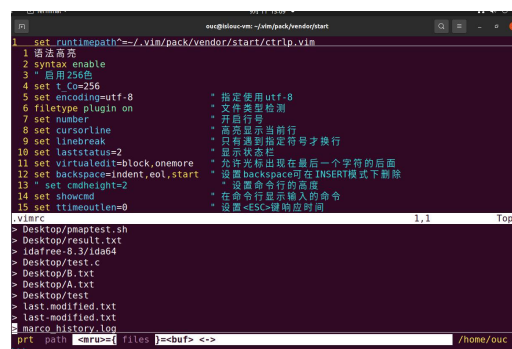 ouc@islouc-vm: ~/.vim/pack/vendor/start
1 set runtimepath^=~/.vim/pack/vendor/start/ctrlp.vim
1 语法高亮
2 syntax enable
3 " 启用256色
4 set t_Co=256
5 set encoding=utf-8 " 指定使用utf-8
6 filetype plugin on " 文件类型检测
7 set number " 开启行号
8 set cursorline " 高亮显示当前行
9 set linebreak " 只有遇到指定符号才换行
10 set laststatus=2 " 显示状态栏
11 set virtualedit=block,onemore " 允许光标出现在最后一个字符的后面
12 set backspace=indent,eol,start " 设置backspace可在INSERT模式下删除
13 " set cmdheight=2 " 设置命令行的高度
14 set showcmd " 在命令行显示输入的命令
15 set ttimeoutlen=0 " 设置<ESC>键响应时间
.vimrc 1,1 Top
> Desktop/pmaptest.sh
> Desktop/result.txt
> idafree-8.3/ida64
> Desktop/test.c
> Desktop/B.txt
> Desktop/A.txt
> Desktop/test
> last.modified.txt
> last-modified.txt
> marco_history.log
prt path <mru>={ files }=<buf> <-> /home/ouc